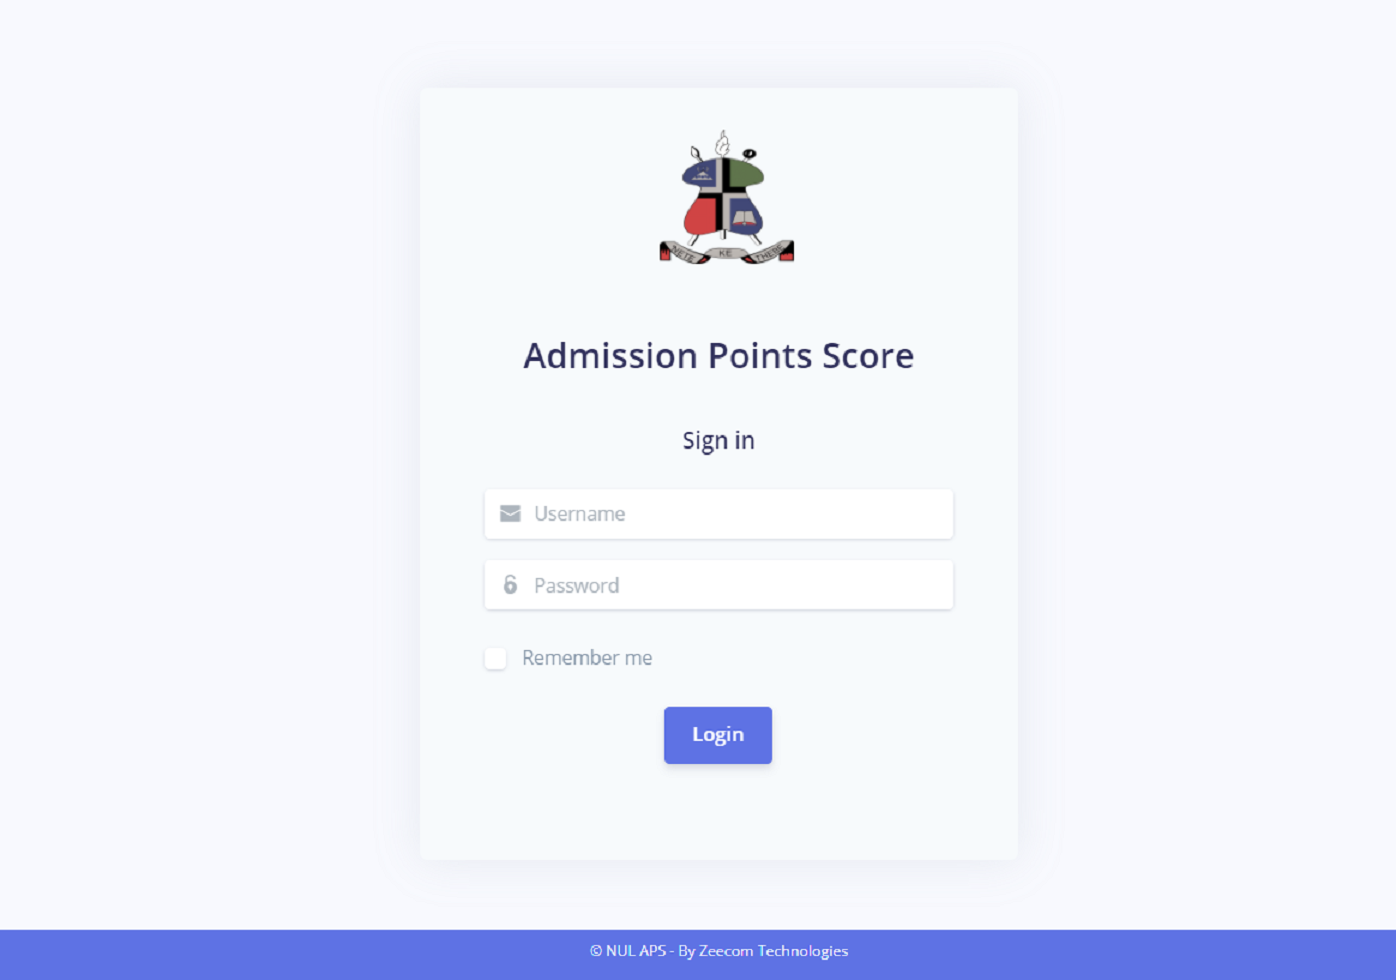 NETE KE THEBE
Admission Points Score
Sign in
Username
Password
Remember me
Login
© NUL APS - By Zeecom Technologies